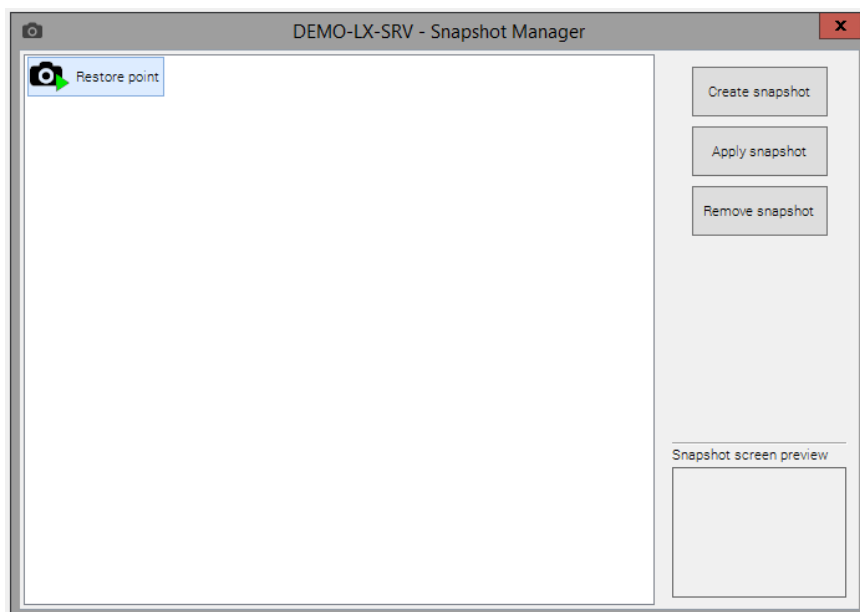 DEMO-LX-SRV - Snapshot Manager
x
Restore point
Create snapshot
Apply snapshot
Remove snapshot
Snapshot screen preview